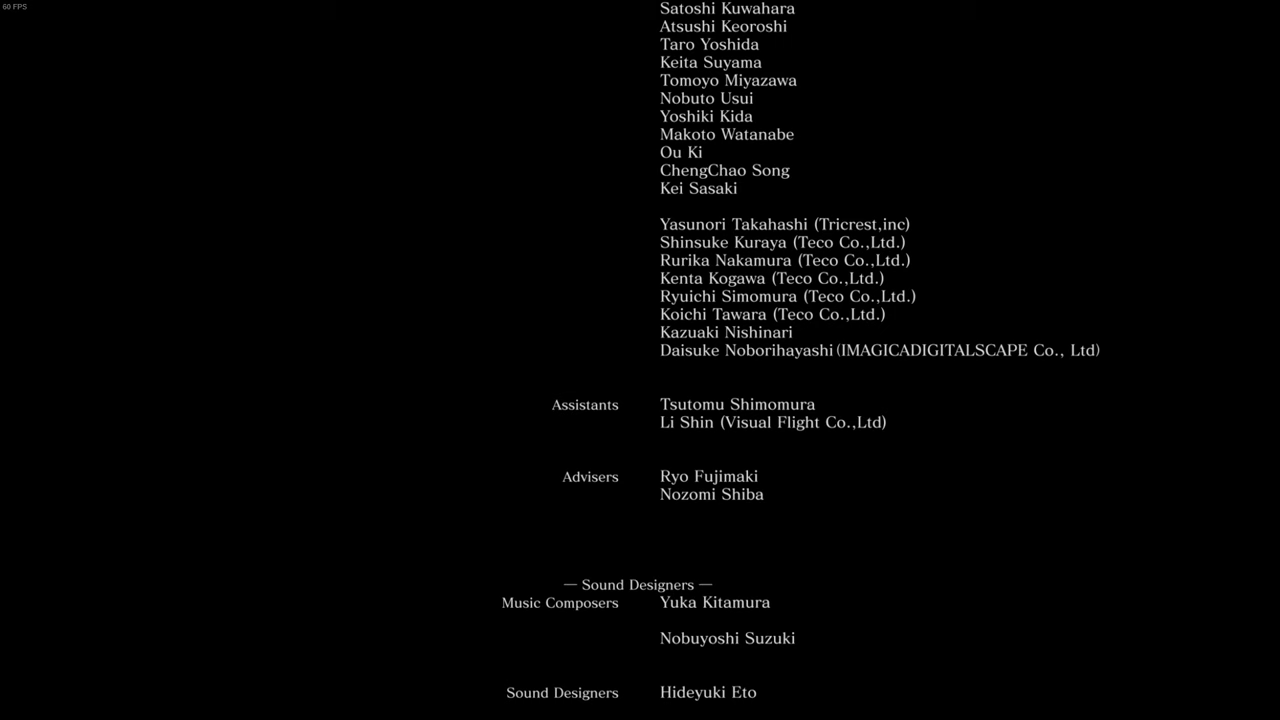 60 FPS
Satoshi Kuwahara
Atsushi Keoroshi
Taro Yoshida
Keita Suyama
Tomoyo Miyazawa
Nobuto Usui
Yoshiki Kida
Makoto Watanabe
Ou Ki
ChengChao Song
Kei Sasaki
Yasunori Takahashi (Tricrest,inc)
Shinsuke Kuraya (Teco Co.,Ltd.)
Rurika Nakamura (Teco Co.,Ltd.)
Kenta Kogawa (Teco Co.,Ltd.)
Ryuichi Simomura (Teco Co.,Ltd.)
Koichi Tawara (Teco Co.,Ltd.)
Kazuaki Nishinari
Daisuke Noborihayashi(IMAGICADIGITALSCAPE Co., Ltd)
Assistants Tsutomu Shimomura
Li Shin (Visual Flight Co.,Ltd)
Advisers Ryo Fujimaki
Nozomi Shiba
— Sound Designers —
Music Composers Yuka Kitamura
Nobuyoshi Suzuki
Sound Designers Hideyuki Eto